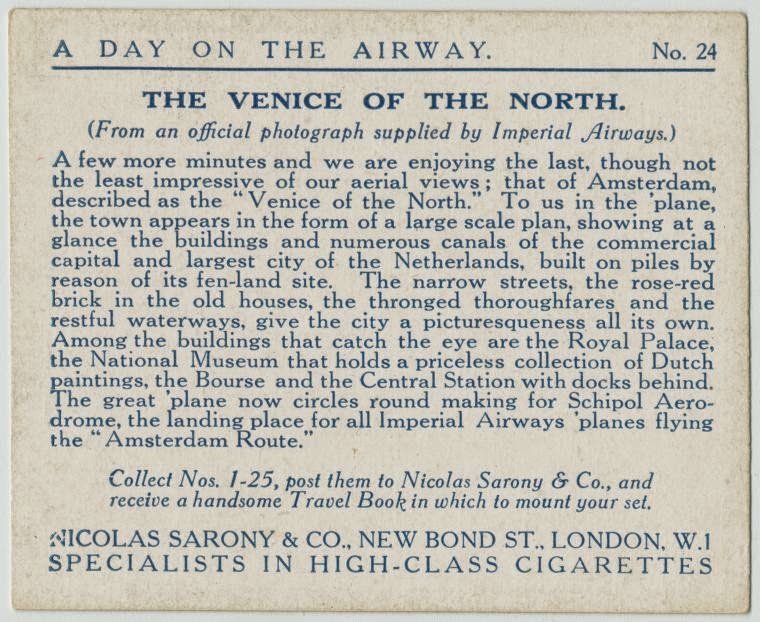 A DAY ON THE AIRWAY. No. 24
THE VENICE OF THE NORTH.
(From an official photograph supplied by Imperial Airways.)
A few more minutes and we are enjoying the last, though not
the least impressive of our aerial views; that of Amsterdam,
described as the “Venice of the North.” To us in the 'plane,
the town appears in the form of a large scale plan, showing at a
glance the buildings and numerous canals of the commercial
capital and largest city of the Netherlands, built on piles by
reason of its fen-land site. The narrow streets, the rose-red
brick in the old houses, the thronged thoroughfares and the
restful waterways, give the city a picturesqueness all its own.
Among the buildings that catch the eye are the Royal Palace,
the National Museum that holds a priceless collection of Dutch
paintings, the Bourse and the Central Station with docks behind.
The great 'plane now circles round making for Schipol Aero-
drome, the landing place for all Imperial Airways 'planes flying
the “Amsterdam Route.”
Collect Nos. 1-25, post them to Nicolas Sarony & Co., and
receive a handsome Travel Book in which to mount your set.
NICOLAS SARONY & CO., NEW BOND ST., LONDON, W.1
SPECIALISTS IN HIGH-CLASS CIGARETTES